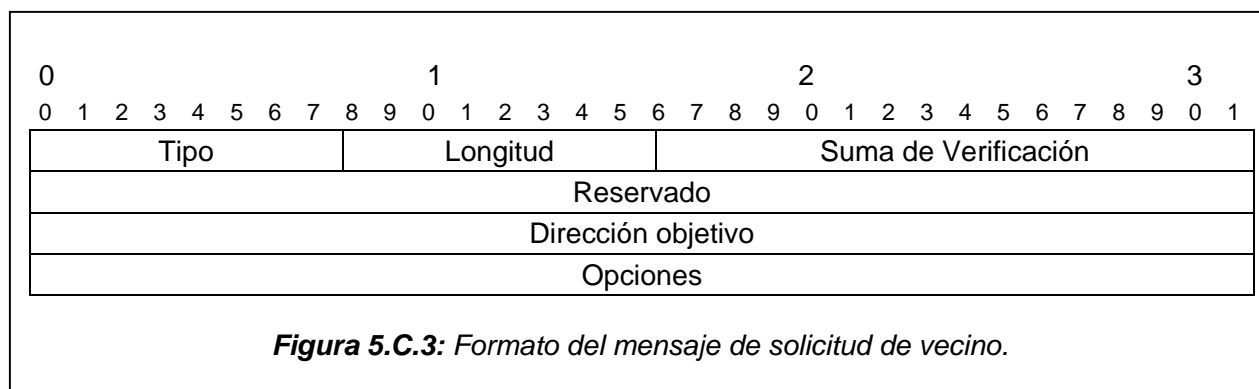 0 1 2 3
0 1 2 3 4 5 6 7 8 9 0 1 2 3 4 5 6 7 8 9 0 1 2 3 4 5 6 7 8 9 0 1
Tipo Longitud Suma de Verificación
Reservado
Dirección objetivo
Opciones
Figura 5.C.3: Formato del mensaje de solicitud de vecino.